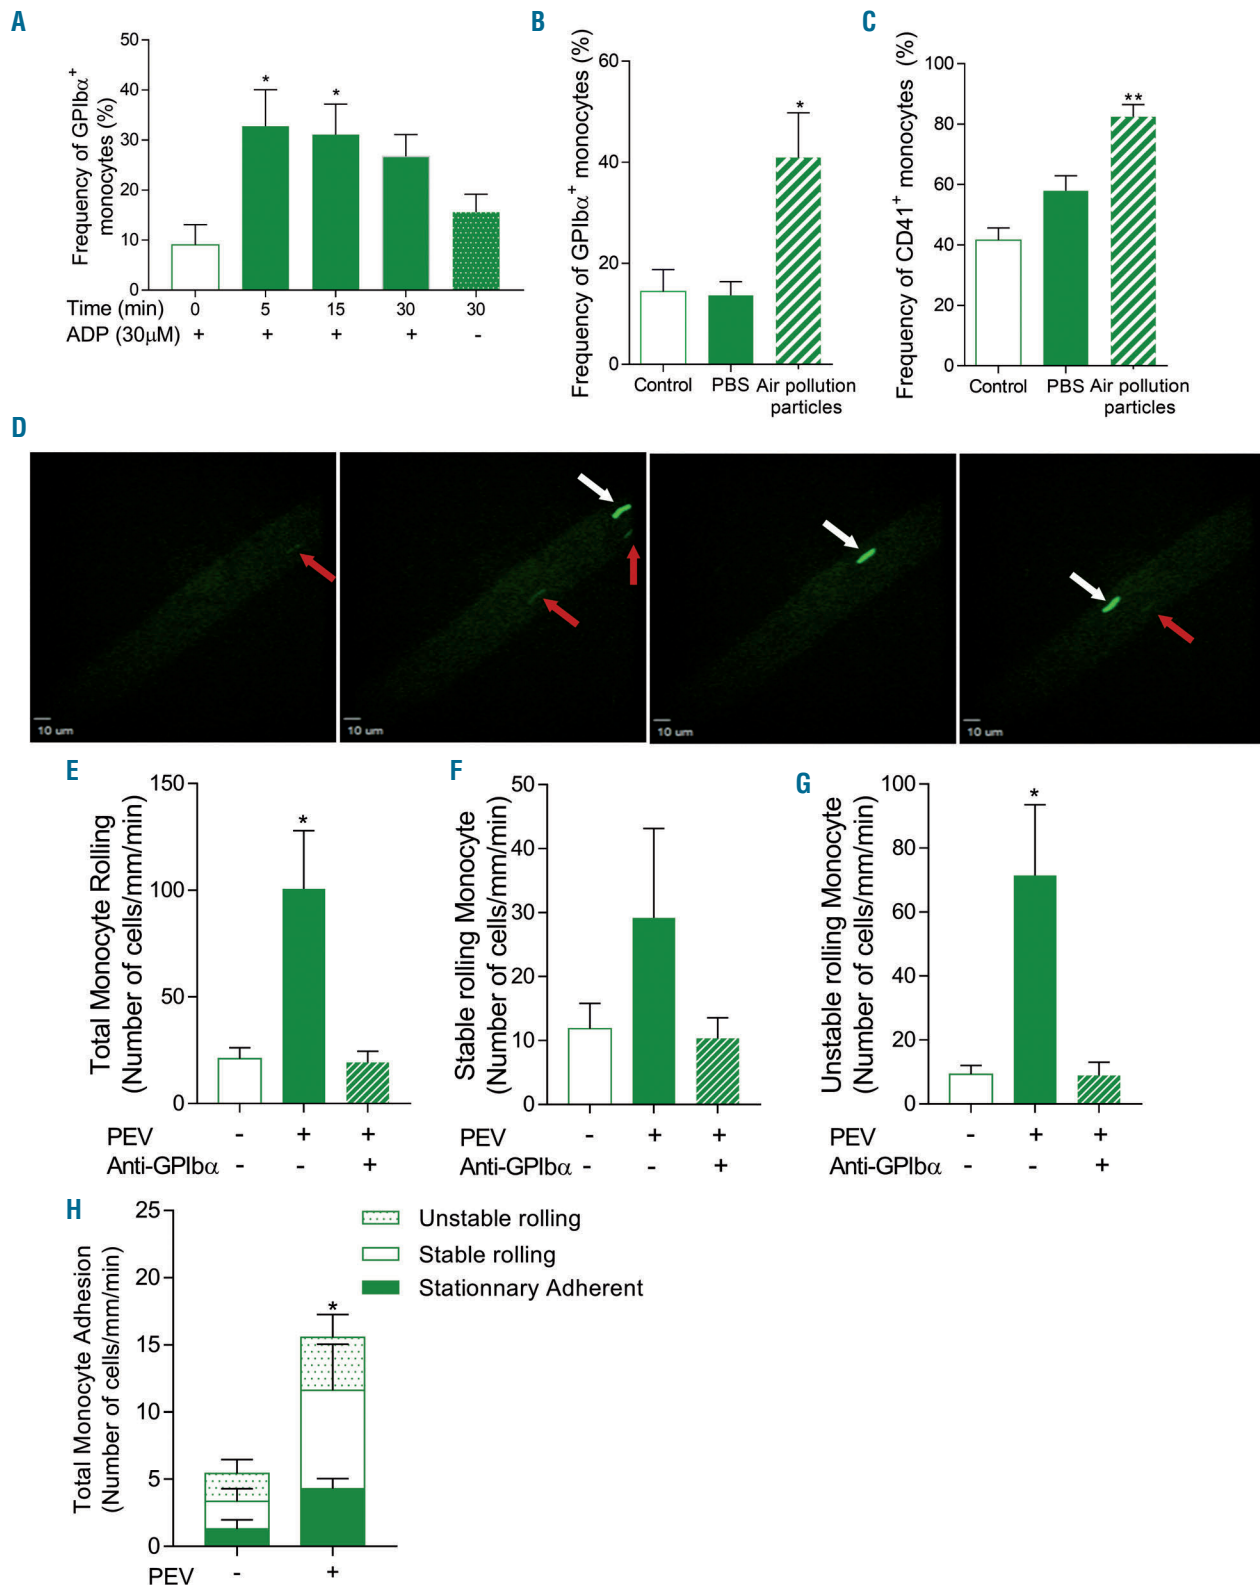 A
Frequency of GPIbα⁺
monocytes (%)
50
40
30
20
10
0
*
*
Time (min) 0 5 15 30 30
ADP (30µM) + + + + -
B
Frequency of GPIbα⁺ monocytes (%)
60
40
20
0
*
Control PBS Air pollution
particles
C
Frequency of CD41⁺ monocytes (%)
100
80
60
40
20
0
**
Control PBS Air pollution
particles
D
10 um
10 um
10 um
10 um
E
Total Monocyte Rolling
(Number of cells/mm/min)
150
100
50
0
*
PEV - + +
Anti-GPIbα - - +
F
Stable rolling Monocyte
(Number of cells/mm/min)
50
40
30
20
10
0
PEV - + +
Anti-GPIbα - - +
G
Unstable rolling Monocyte
(Number of cells/mm/min)
100
80
60
40
20
0
*
PEV - + +
Anti-GPIbα - - +
H
Total Monocyte Adhesion
(Number of cells/mm/min)
25
20
15
10
5
0
*
PEV - +
Unstable rolling
Stable rolling
Stationnary Adherent